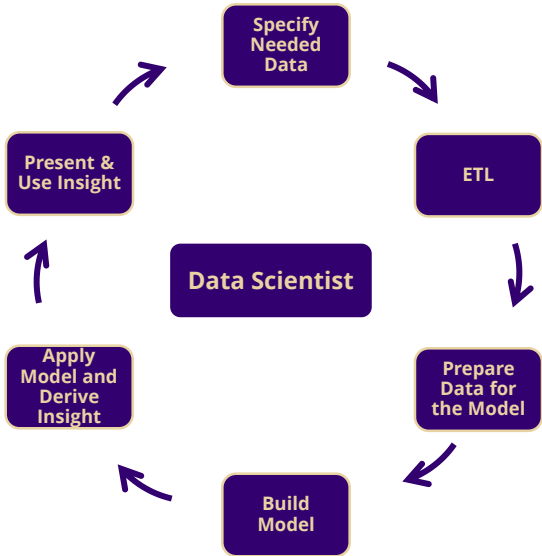 Specify
Needed
Data
ETL
Prepare
Data for
the Model
Build
Model
Apply
Model and
Derive
Insight
Present &
Use Insight
Data Scientist